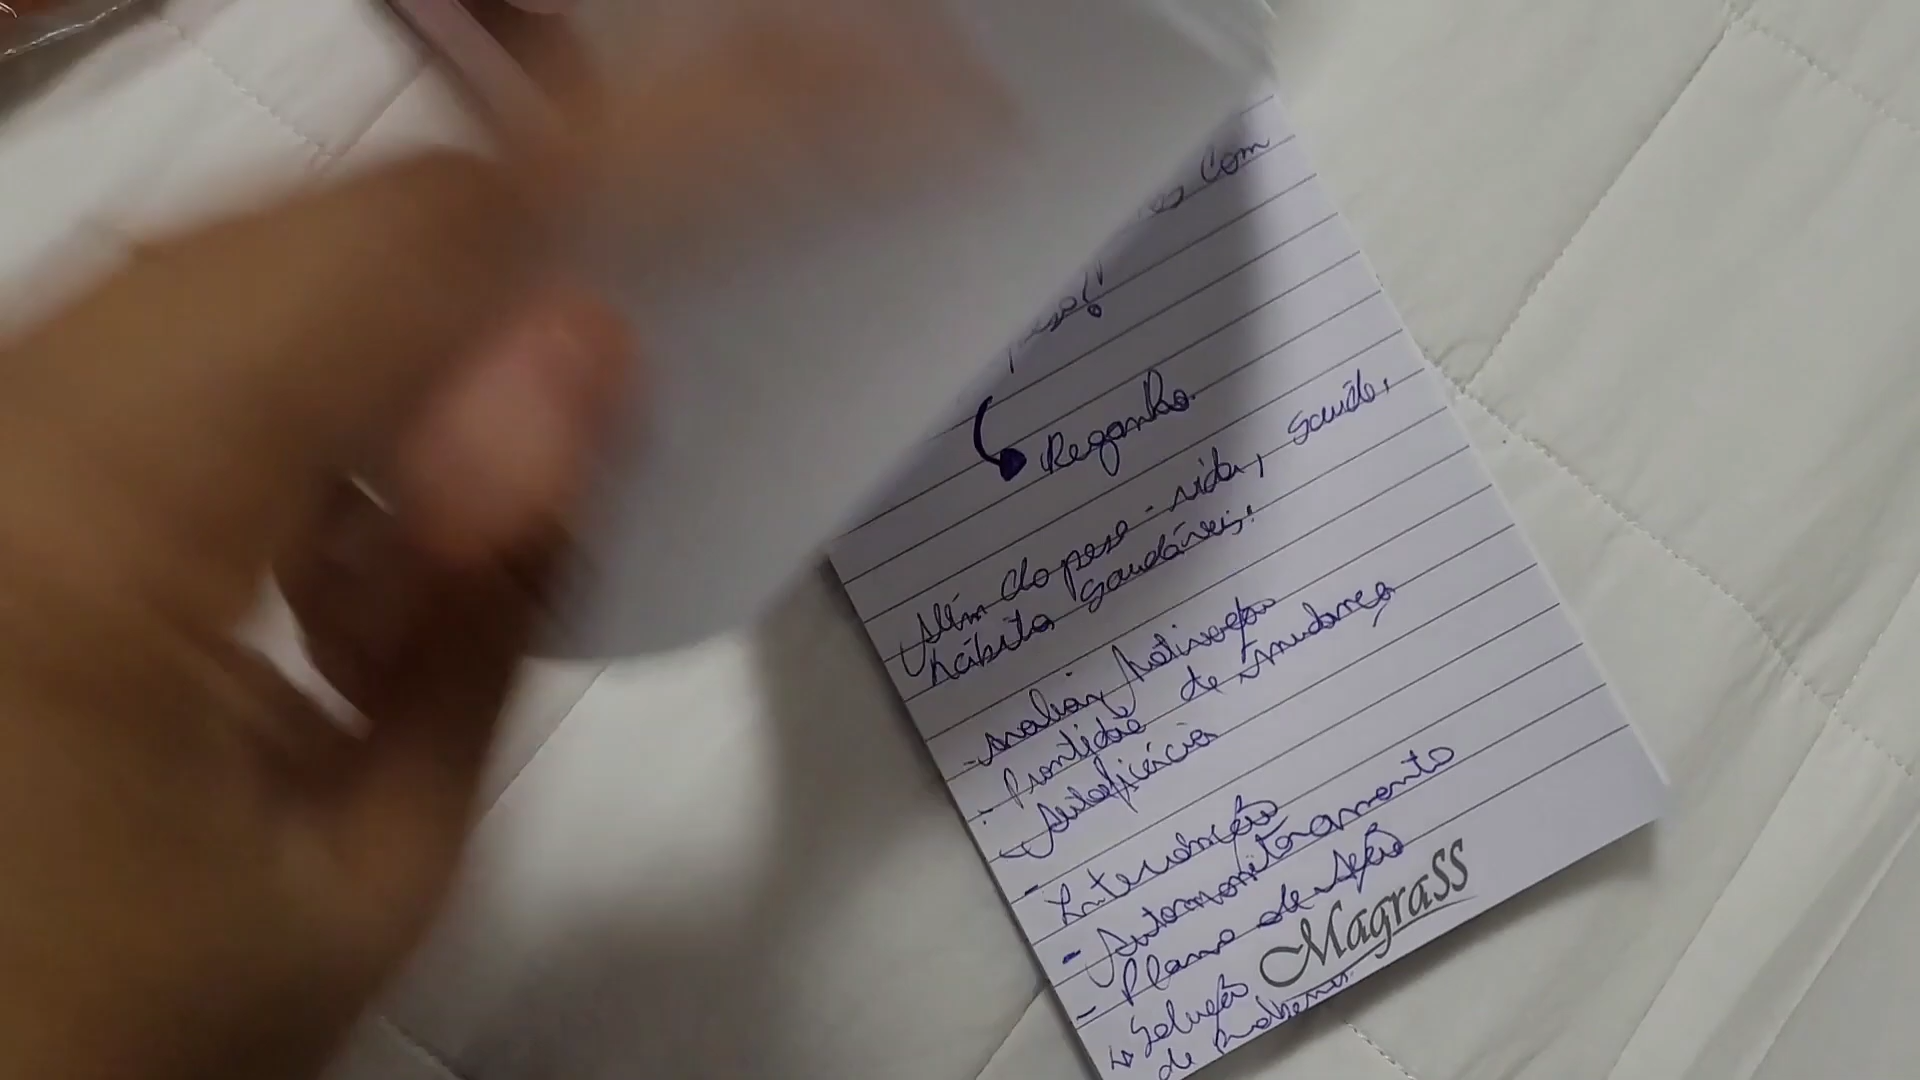 com
Reganho
Além do peso - vida, saúde,
hábitos saudáveis.
- Avaliar Motivação
- Prontidão de mudança
- Autoeficácia
- Intervenção
- Automonitoramento
- Plano de Ação
↳ Solução
de problemas.
MagraSS